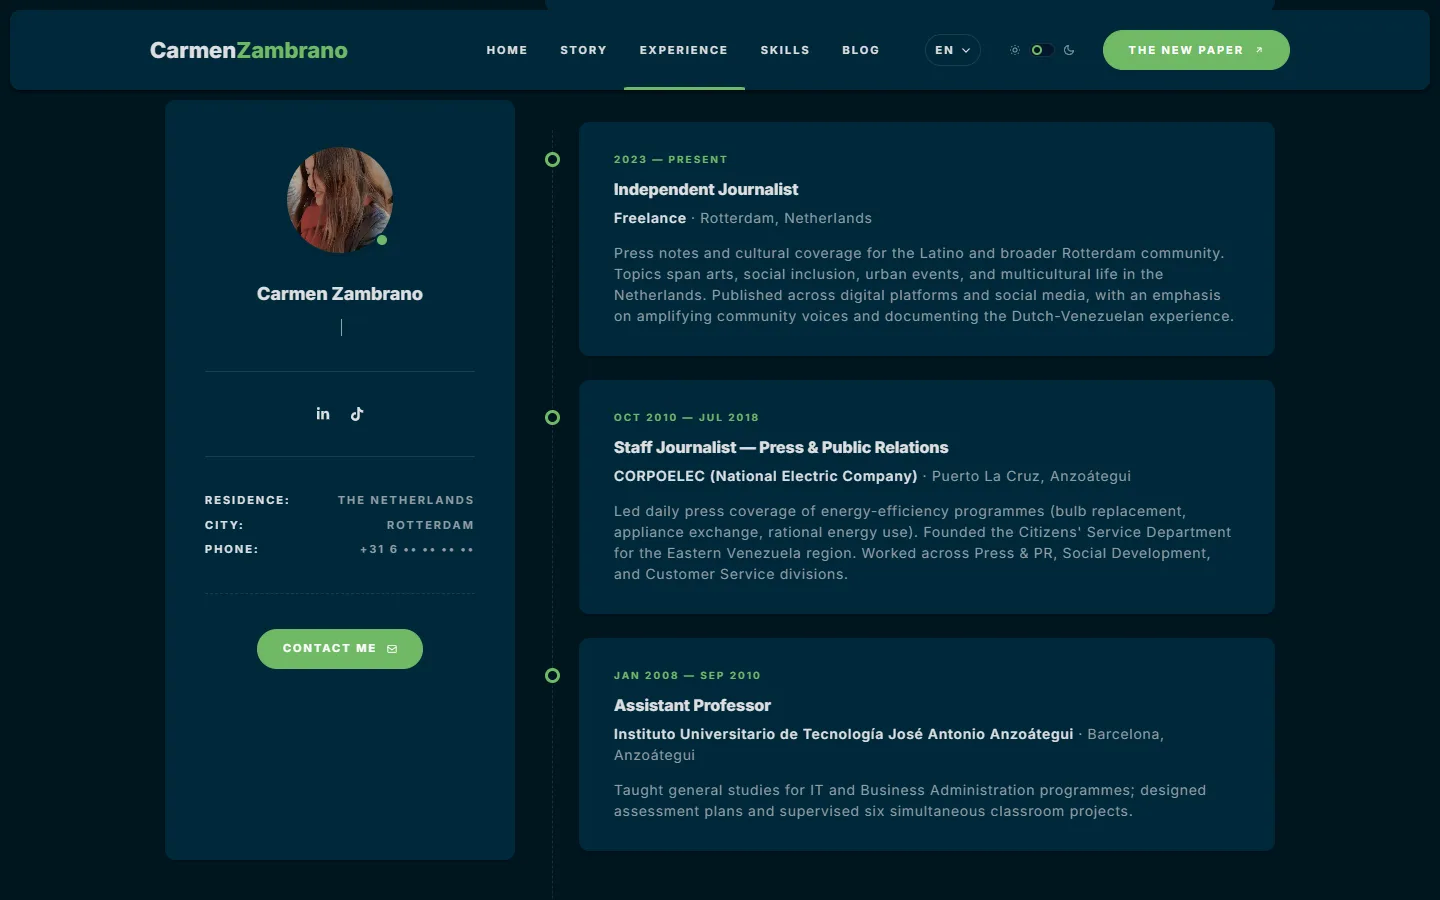 CarmenZambrano
HOME STORY EXPERIENCE SKILLS BLOG EN THE NEW PAPER
Carmen Zambrano
RESIDENCE: THE NETHERLANDS
CITY: ROTTERDAM
PHONE: +31 6 •• •• •• ••
CONTACT ME
2023 — PRESENT
Independent Journalist
Freelance · Rotterdam, Netherlands
Press notes and cultural coverage for the Latino and broader Rotterdam community.
Topics span arts, social inclusion, urban events, and multicultural life in the
Netherlands. Published across digital platforms and social media, with an emphasis
on amplifying community voices and documenting the Dutch-Venezuelan experience.
OCT 2010 — JUL 2018
Staff Journalist — Press & Public Relations
CORPOELEC (National Electric Company) · Puerto La Cruz, Anzoátegui
Led daily press coverage of energy-efficiency programmes (bulb replacement,
appliance exchange, rational energy use). Founded the Citizens' Service Department
for the Eastern Venezuela region. Worked across Press & PR, Social Development,
and Customer Service divisions.
JAN 2008 — SEP 2010
Assistant Professor
Instituto Universitario de Tecnología José Antonio Anzoátegui · Barcelona,
Anzoátegui
Taught general studies for IT and Business Administration programmes; designed
assessment plans and supervised six simultaneous classroom projects.